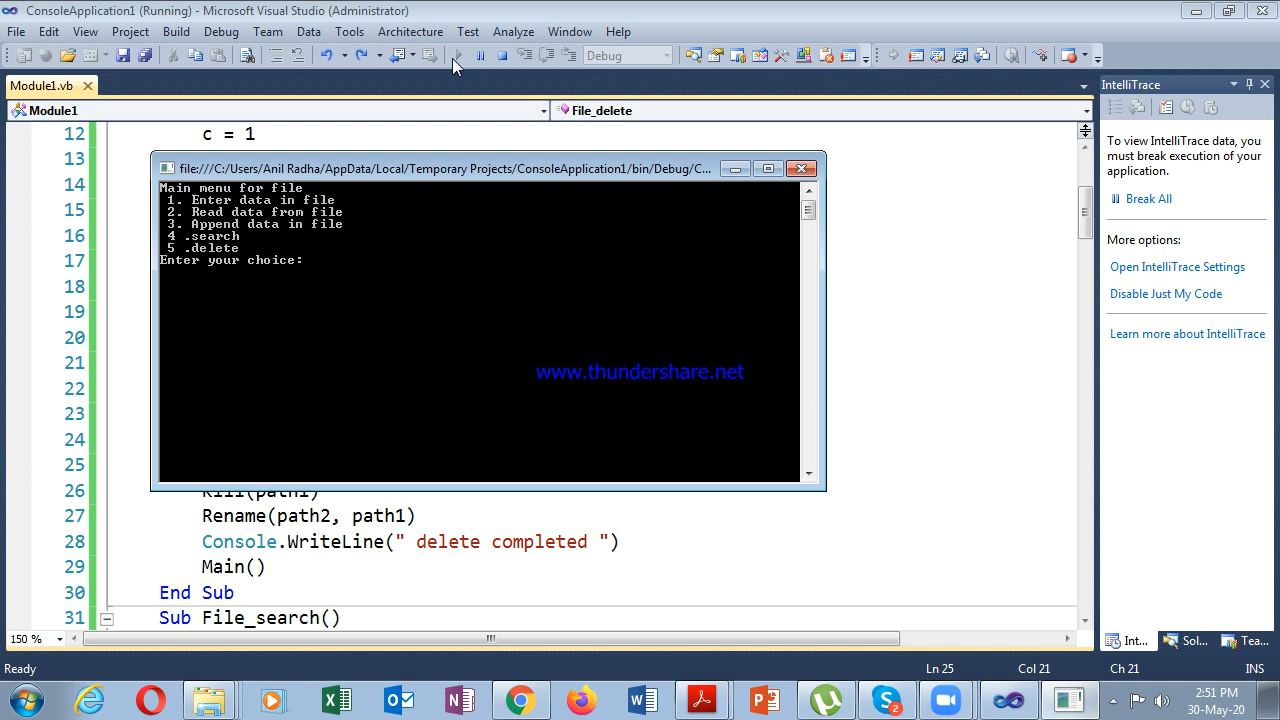 ConsoleApplication1 (Running) - Microsoft Visual Studio (Administrator)
File Edit View Project Build Debug Team Data Tools Architecture Test Analyze Window Help
Debug
Module1.vb
Module1 File_delete
12 c = 1
13
14
15
16
17
18
19
20
21
22
23
24
25
file:///C:/Users/Anil Radha/AppData/Local/Temporary Projects/ConsoleApplication1/bin/Debug/C...
Main menu for file
1. Enter data in file
2. Read data from file
3. Append data in file
4 .search
5 .delete
Enter your choice:
www.thundershare.net
26 Kill(path1)
27 Rename(path2, path1)
28 Console.WriteLine(" delete completed ")
29 Main()
30 End Sub
31 Sub File_search()
150 %
IntelliTrace
To view IntelliTrace data, you
must break execution of your
application.
Break All
More options:
Open IntelliTrace Settings
Disable Just My Code
Learn more about IntelliTrace
Int... Sol... Tea...
Ready Ln 25 Col 21 Ch 21 INS
2:51 PM
30-May-20